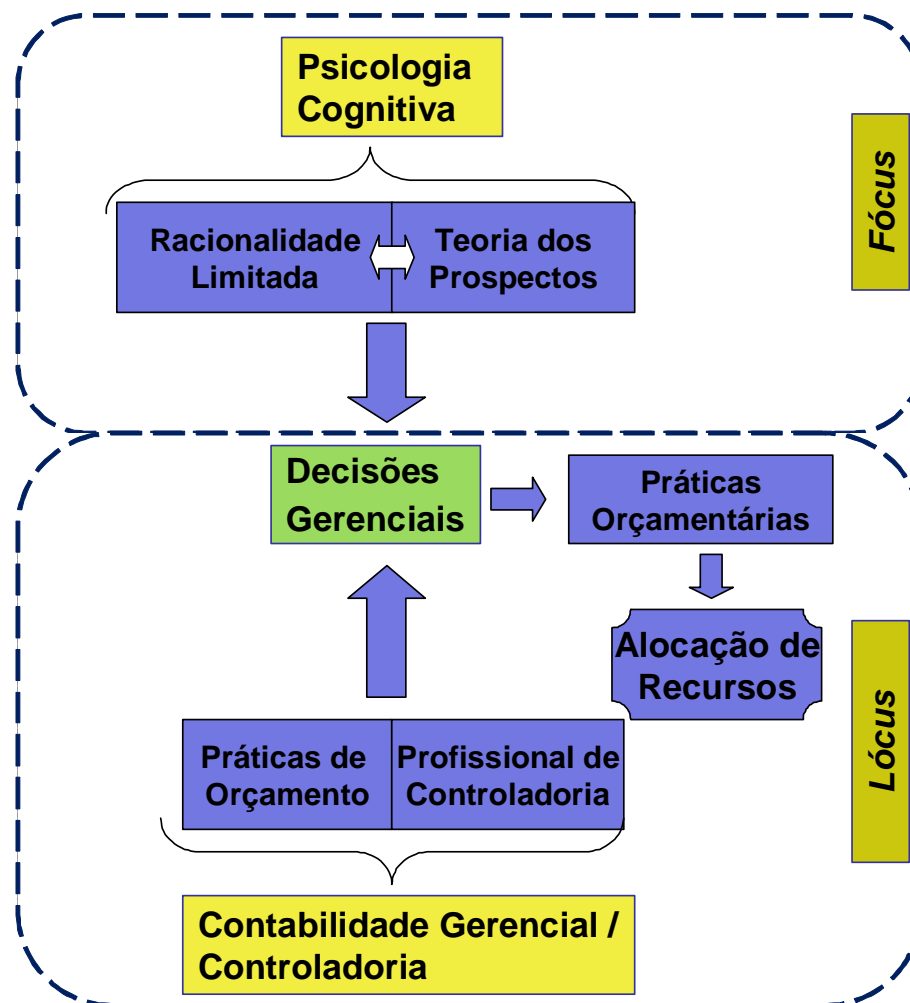 Psicologia
Cognitiva
Fócus
Racionalidade
Limitada
Teoria dos
Prospectos
Decisões
Gerenciais
Práticas
Orçamentárias
Alocação de
Recursos
Lócus
Práticas de
Orçamento
Profissional de
Controladoria
Contabilidade Gerencial /
Controladoria